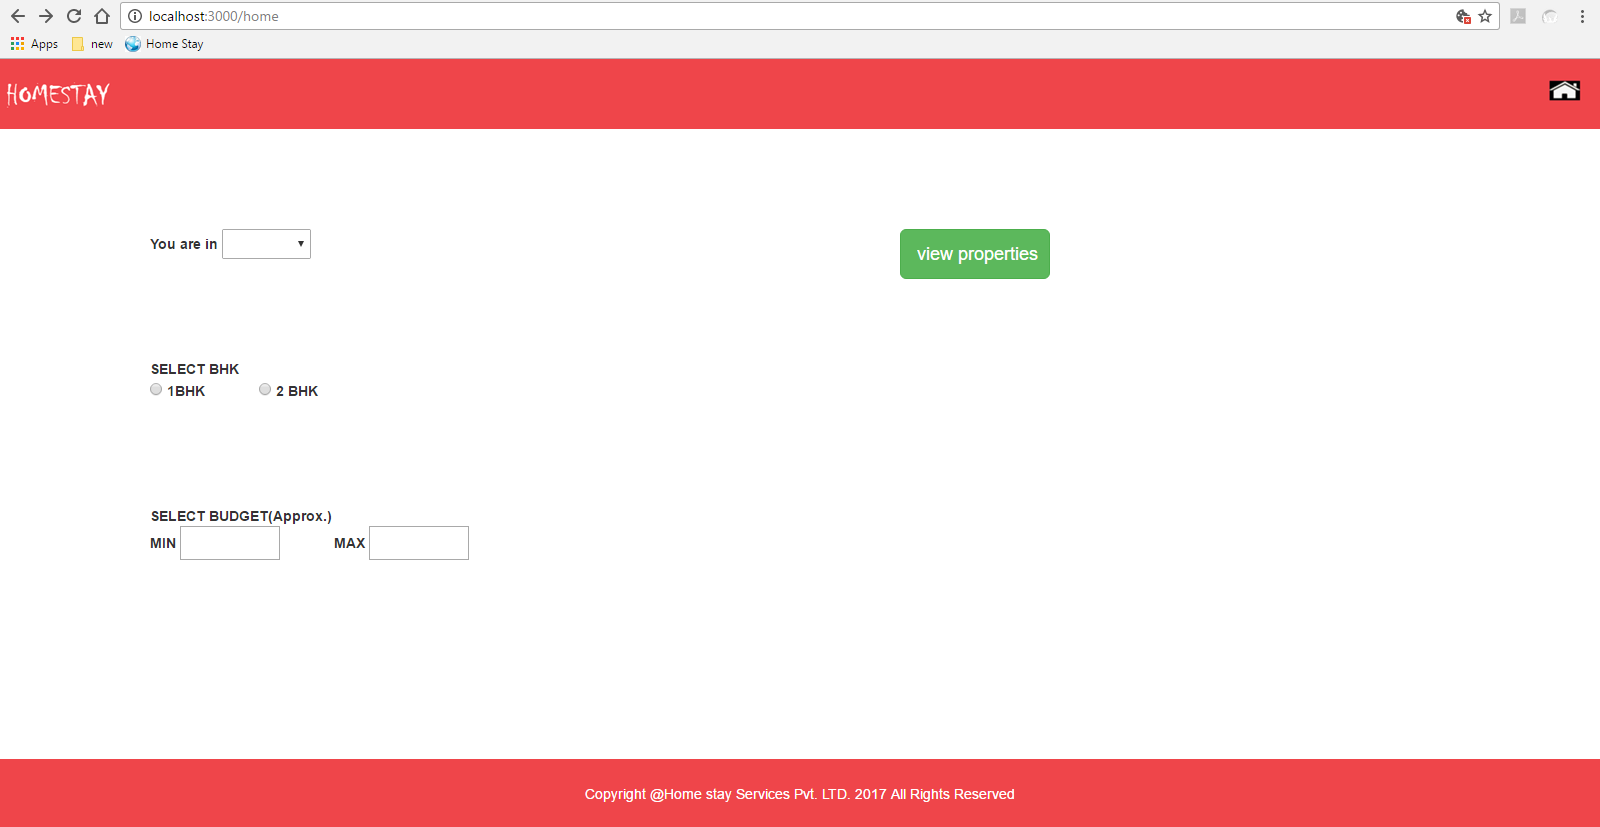 localhost:3000/home
Apps new Home Stay
HOMESTAY
You are in
view properties
SELECT BHK
1BHK 2 BHK
SELECT BUDGET(Approx.)
MIN MAX
Copyright @Home stay Services Pvt. LTD. 2017 All Rights Reserved